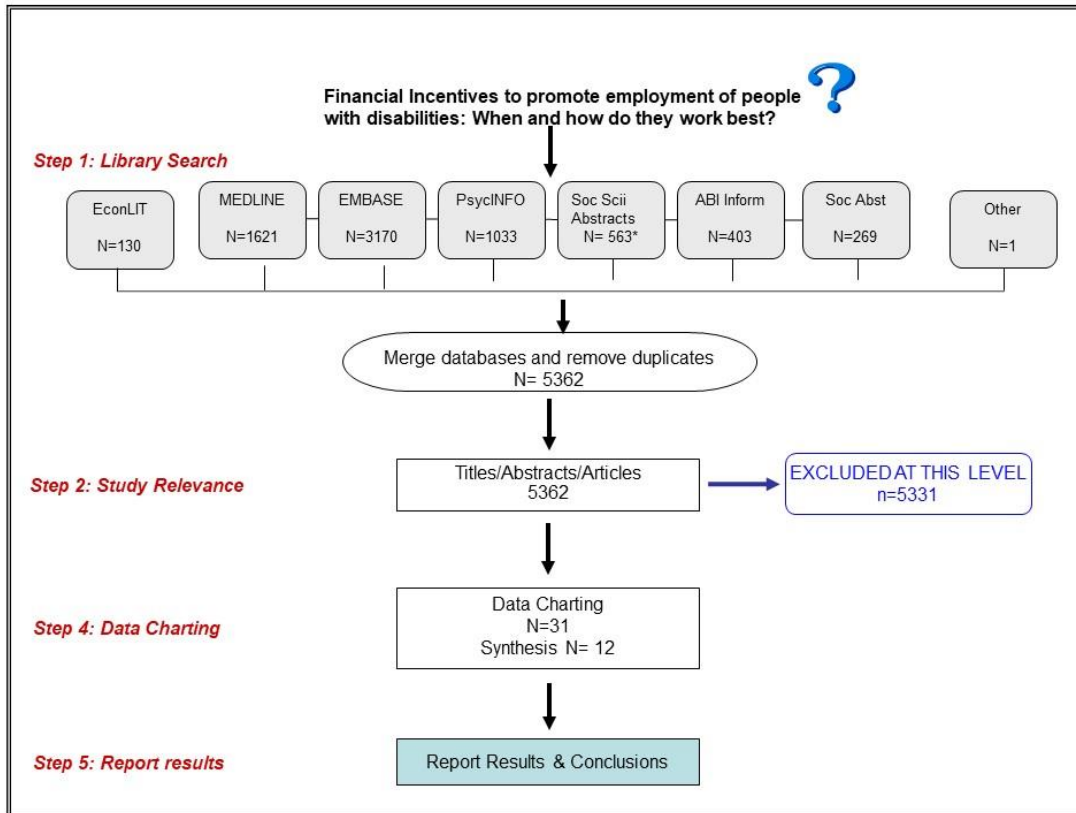 Financial Incentives to promote employment of people
with disabilities: When and how do they work best?
?
Step 1: Library Search
EconLIT
N=130
MEDLINE
N=1621
EMBASE
N=3170
PsycINFO
N=1033
Soc Scii
Abstracts
N= 563*
ABI Inform
N=403
Soc Abst
N=269
Other
N=1
Merge databases and remove duplicates
N= 5362
Step 2: Study Relevance
Titles/Abstracts/Articles
5362
EXCLUDED AT THIS LEVEL
n=5331
Step 4: Data Charting
Data Charting
N=31
Synthesis N= 12
Step 5: Report results
Report Results & Conclusions